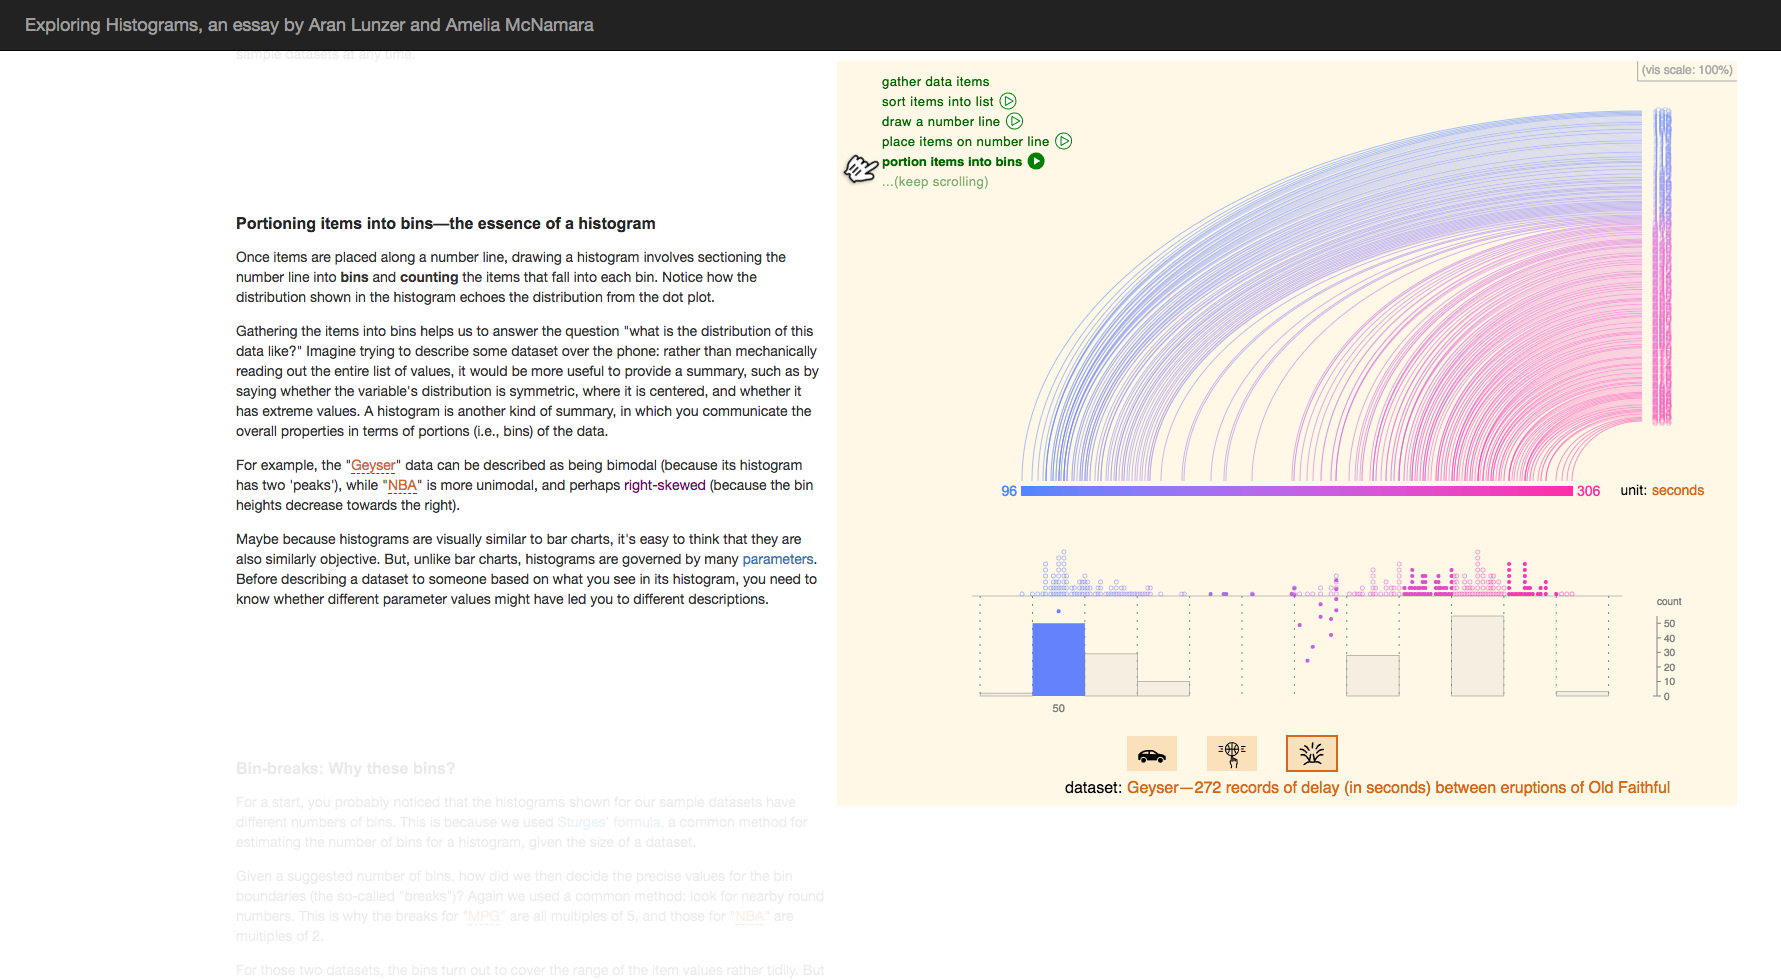 Exploring Histograms, an essay by Aran Lunzer and Amelia McNamara
sample datasets at any time.
Portioning items into bins—the essence of a histogram
Once items are placed along a number line, drawing a histogram involves sectioning the
number line into bins and counting the items that fall into each bin. Notice how the
distribution shown in the histogram echoes the distribution from the dot plot.
Gathering the items into bins helps us to answer the question "what is the distribution of this
data like?" Imagine trying to describe some dataset over the phone: rather than mechanically
reading out the entire list of values, it would be more useful to provide a summary, such as by
saying whether the variable's distribution is symmetric, where it is centered, and whether it
has extreme values. A histogram is another kind of summary, in which you communicate the
overall properties in terms of portions (i.e., bins) of the data.
For example, the "Geyser" data can be described as being bimodal (because its histogram
has two 'peaks'), while "NBA" is more unimodal, and perhaps right-skewed (because the bin
heights decrease towards the right).
Maybe because histograms are visually similar to bar charts, it's easy to think that they are
also similarly objective. But, unlike bar charts, histograms are governed by many parameters.
Before describing a dataset to someone based on what you see in its histogram, you need to
know whether different parameter values might have led you to different descriptions.
Bin-breaks: Why these bins?
For a start, you probably noticed that the histograms shown for our sample datasets have
different numbers of bins. This is because we used Sturges' formula, a common method for
estimating the number of bins for a histogram, given the size of a dataset.
Given a suggested number of bins, how did we then decide the precise values for the bin
boundaries (the so-called "breaks")? Again we used a common method: look for nearby round
numbers. This is why the breaks for "MPG" are all multiples of 5, and those for "NBA" are
multiples of 2.
For those two datasets, the bins turn out to cover the range of the item values rather tidily. But
(vis scale: 100%)
gather data items
sort items into list
draw a number line
place items on number line
portion items into bins
...(keep scrolling)
96
306
unit: seconds
count
50
40
30
20
10
0
50
dataset: Geyser—272 records of delay (in seconds) between eruptions of Old Faithful